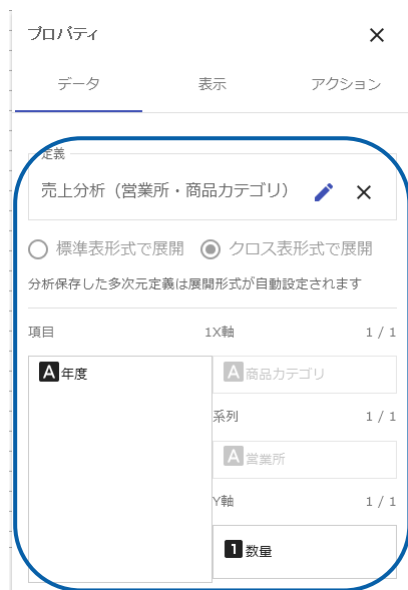 プロパティ ×
データ 表示 アクション
定義
売上分析（営業所・商品カテゴリ） ×
標準表形式で展開 クロス表形式で展開
分析保存した多次元定義は展開形式が自動設定されます
項目 1X軸 1 / 1
A 年度 A 商品カテゴリ
系列 1 / 1
A 営業所
Y軸 1 / 1
1 数量